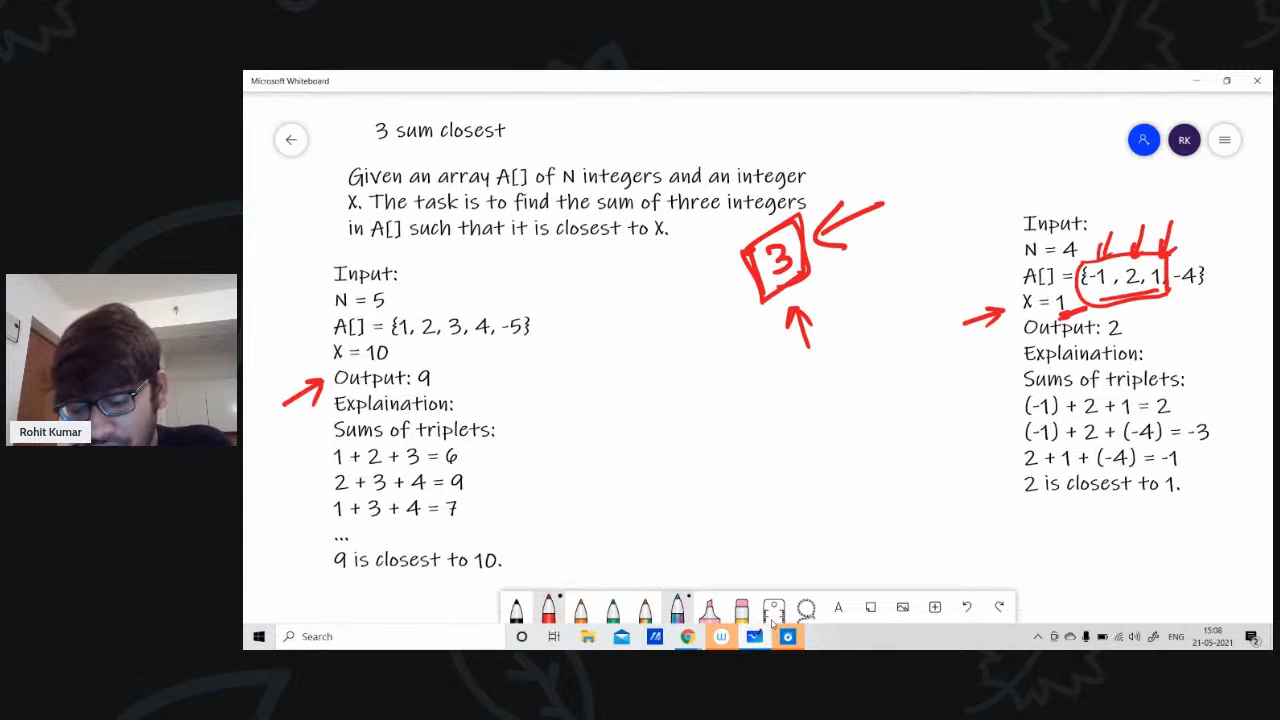 Microsoft Whiteboard
3 sum closest
RK
Given an array A[] of N integers and an integer
X. The task is to find the sum of three integers
in A[] such that it is closest to X.
3
Input:
N = 5
A[] = {1, 2, 3, 4, -5}
X = 10
Output: 9
Explaination:
Sums of triplets:
1 + 2 + 3 = 6
2 + 3 + 4 = 9
1 + 3 + 4 = 7
...
9 is closest to 10.
Input:
N = 4
A[] = {-1 , 2, 1, -4}
X = 1
Output: 2
Explaination:
Sums of triplets:
(-1) + 2 + 1 = 2
(-1) + 2 + (-4) = -3
2 + 1 + (-4) = -1
2 is closest to 1.
Rohit Kumar
A
Search
ENG
15:08
21-05-2021
2